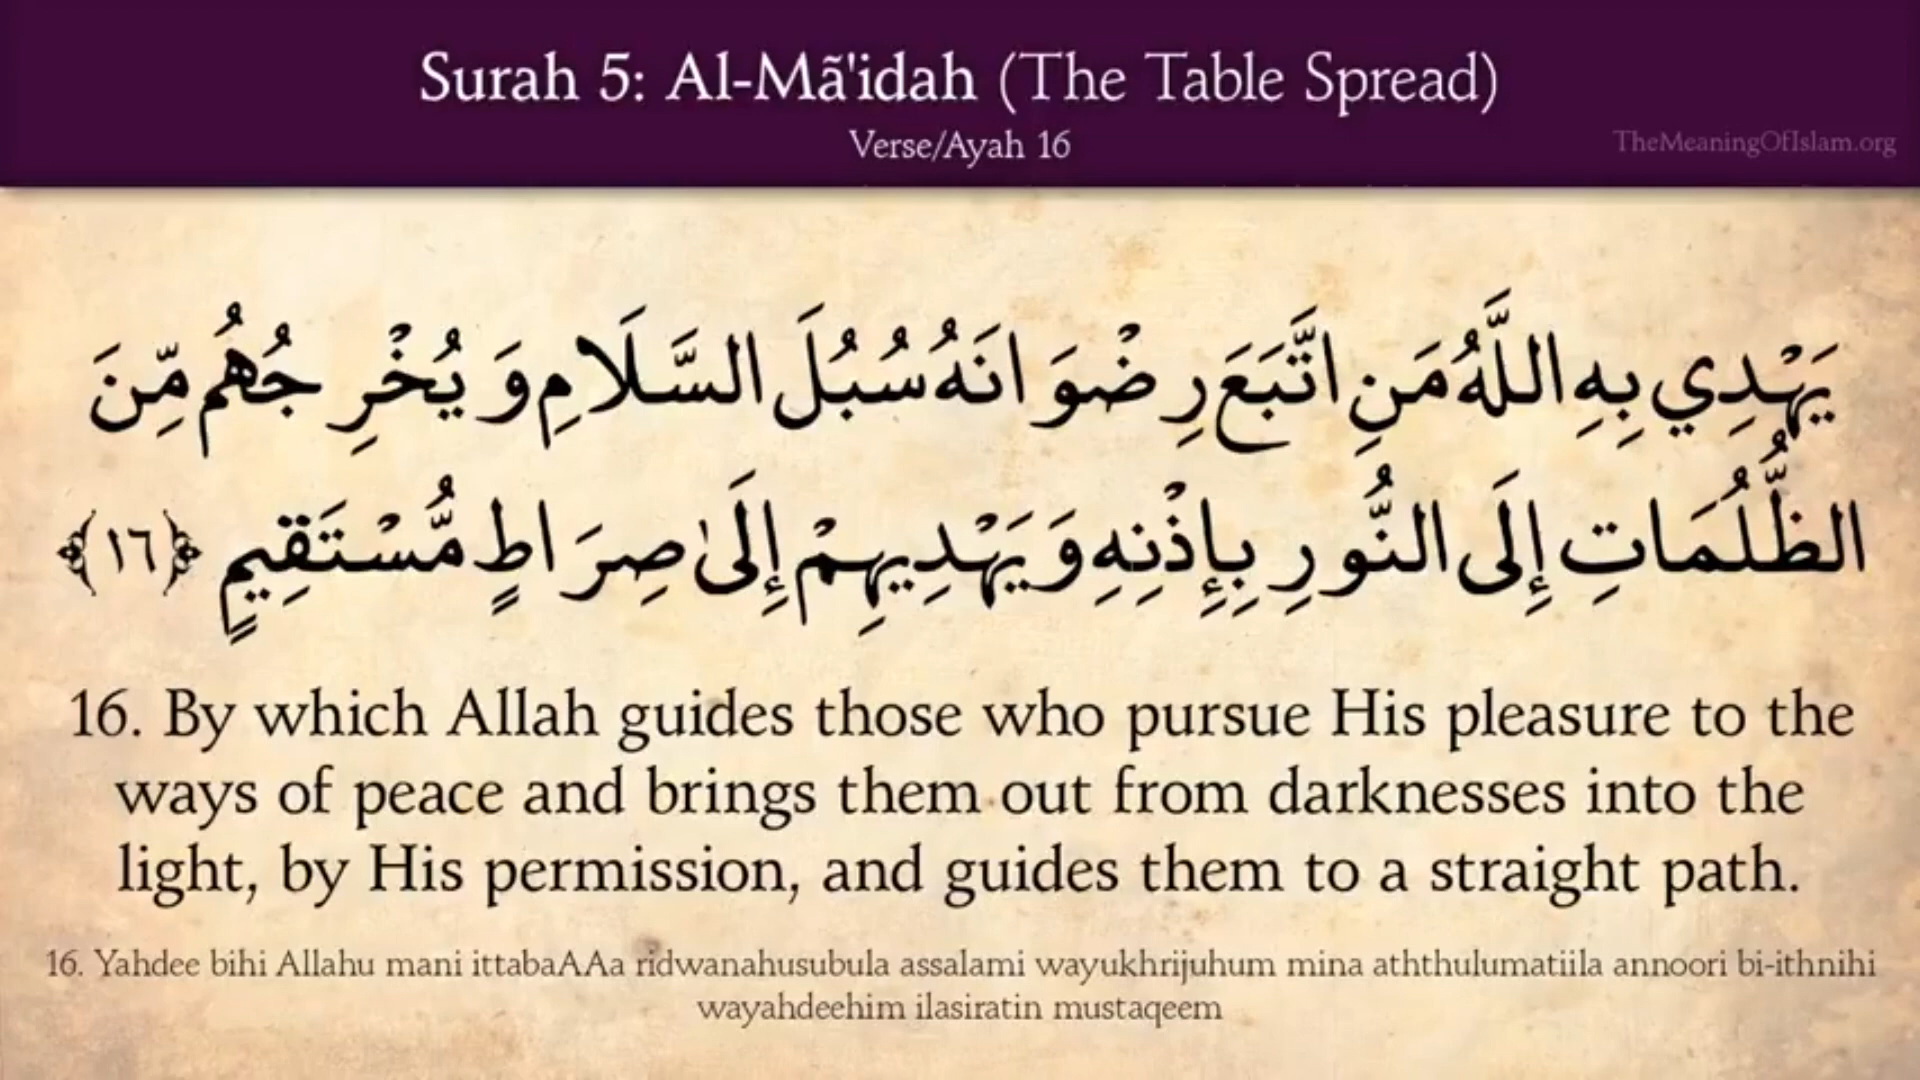 Surah 5: Al-Mã'idah (The Table Spread)
Verse/Ayah 16
TheMeaningOfIslam.org
يَهْدِي بِهِ اللَّهُ مَنِ اتَّبَعَ رِضْوَانَهُ سُبُلَ السَّلَامِ وَيُخْرِجُهُم مِّنَ
الظُّلُمَاتِ إِلَى النُّورِ بِإِذْنِهِ وَيَهْدِيهِمْ إِلَىٰ صِرَاطٍ مُّسْتَقِيمٍ ﴿١٦﴾
16. By which Allah guides those who pursue His pleasure to the
ways of peace and brings them out from darknesses into the
light, by His permission, and guides them to a straight path.
16. Yahdee bihi Allahu mani ittabaAAa ridwanahusubula assalami wayukhrijuhum mina aththulumatiila annoori bi-ithnihi
wayahdeehim ilasiratin mustaqeem